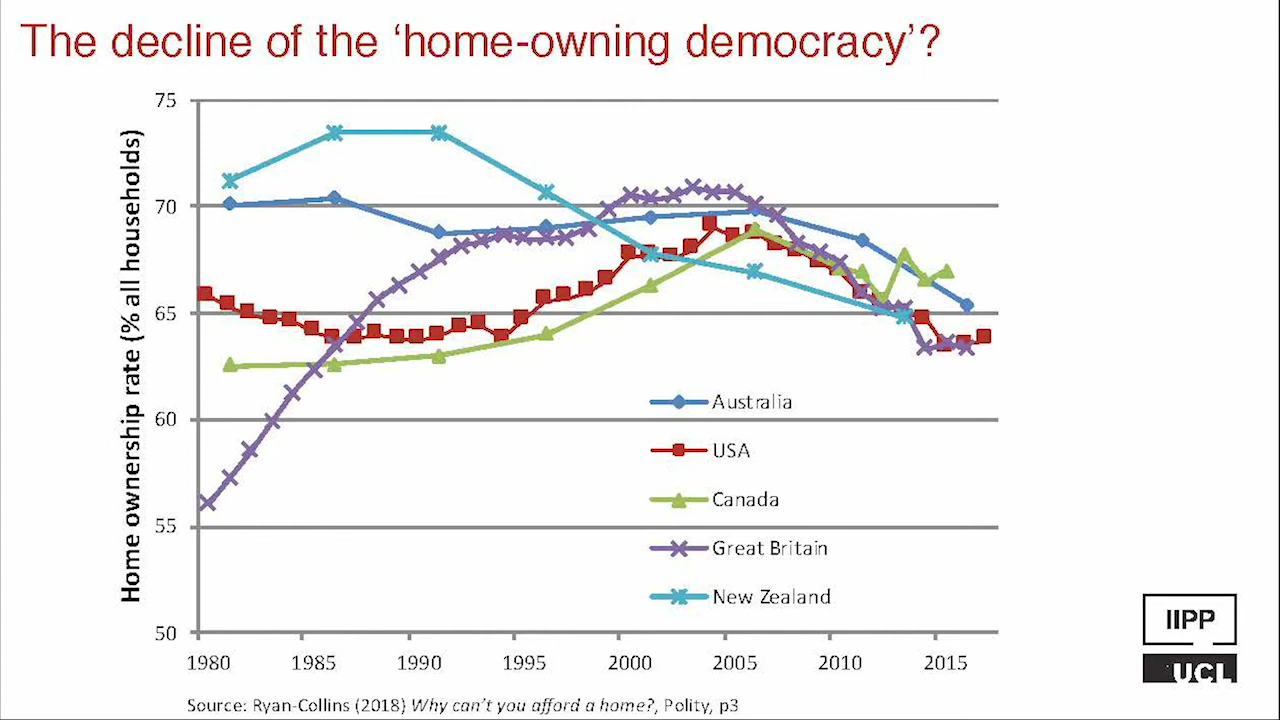 The decline of the ‘home-owning democracy’?
Home ownership rate (% all households)
75
70
65
60
55
50
1980 1985 1990 1995 2000 2005 2010 2015
Australia
USA
Canada
Great Britain
New Zealand
Source: Ryan-Collins (2018) Why can’t you afford a home?, Polity, p3
IIPP
UCL